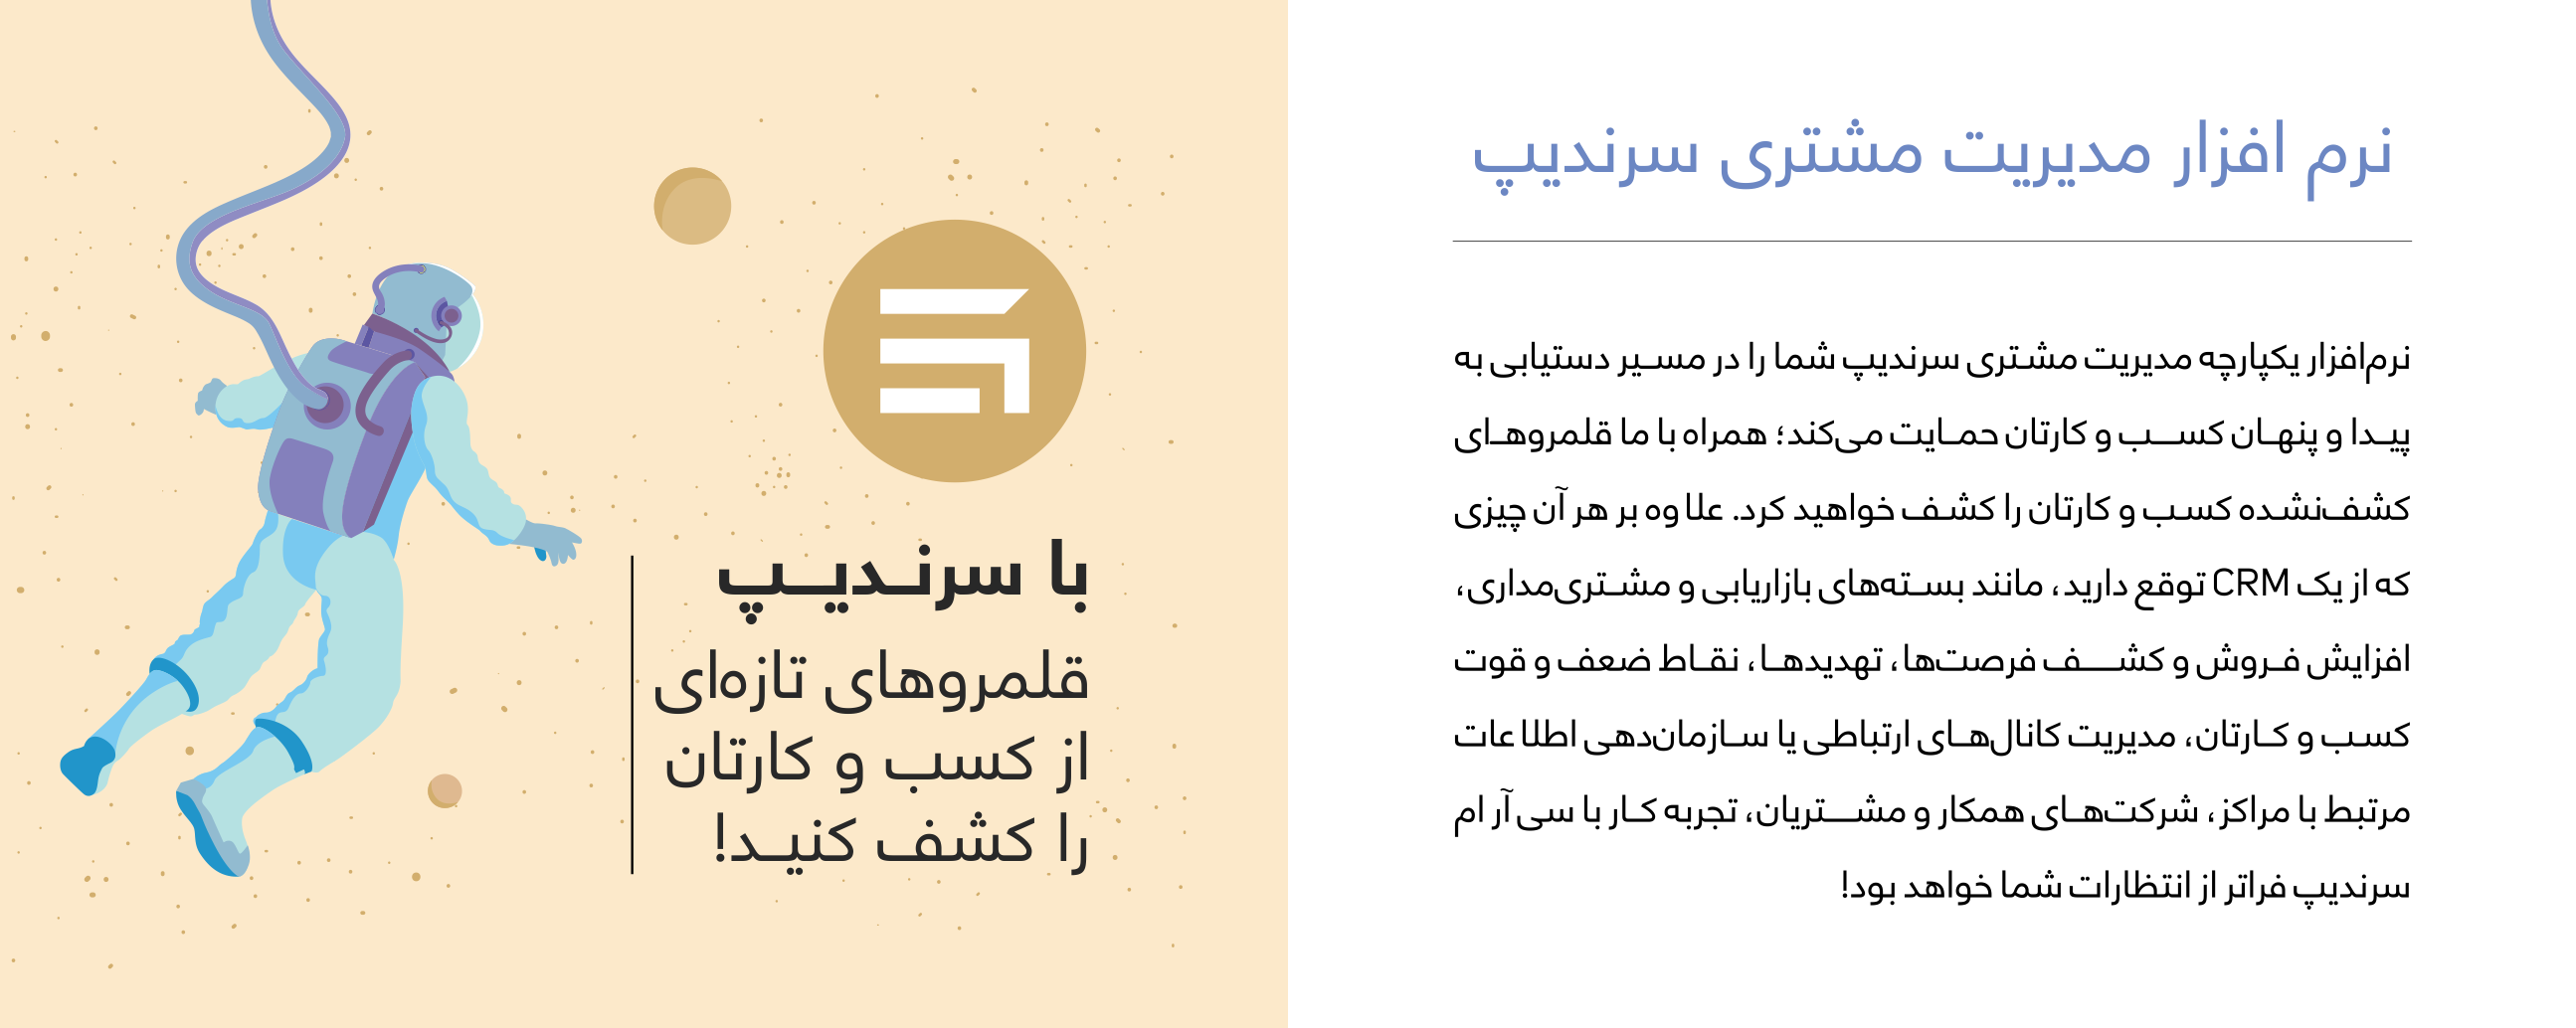 نرم افزار مدیریت مشتری سرندیپ
نرم‌افزار یکپارچه مدیریت مشتری سرندیپ شما را در مسیر دستیابی به
پیدا و پنهان کسب و کارتان حمایت می‌کند؛ همراه با ما قلمروهای
کشف‌نشده کسب و کارتان را کشف خواهید کرد. علاوه بر هر آن چیزی
که از یک CRM توقع دارید، مانند بسته‌های بازاریابی و مشتری‌مداری،
افزایش فروش و کشف فرصت‌ها، تهدیدها، نقاط ضعف و قوت
کسب و کارتان، مدیریت کانال‌های ارتباطی یا سازمان‌دهی اطلاعات
مرتبط با مراکز، شرکت‌های همکار و مشتریان، تجربه کار با سی آر ام
سرندیپ فراتر از انتظارات شما خواهد بود!
با سرندیپ
قلمروهای تازه‌ای
از کسب و کارتان
را کشف کنید!